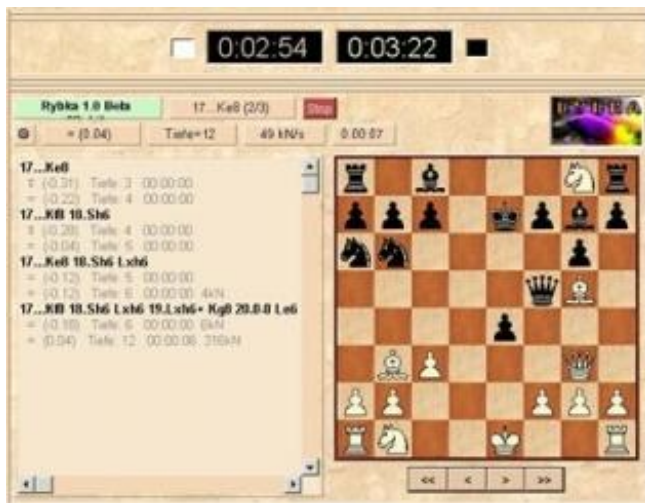 0:02:54 0:03:22
Rybka 1.0 Beta 17...Ke8 (2/3) Stop
= (0.04) Tiefe=12 49 kN/s 0:00:07
RYBKA
17...Ke8
(-0.31) Tiefe: 3 00:00:00
= (-0.22) Tiefe: 4 00:00:00
17...Kf8 18.Sh6
(-0.28) Tiefe: 4 00:00:00
= (-0.04) Tiefe: 5 00:00:00
17...Ke8 18.Sh6 Lxh6
= (-0.12) Tiefe: 5 00:00:00
= (-0.12) Tiefe: 6 00:00:00 4kN
17...Kf8 18.Sh6 Lxh6 19.Lxh6+ Kg8 20.0-0 Le6
= (-0.18) Tiefe: 6 00:00:00 6kN
= (0.04) Tiefe: 12 00:00:06 316kN
<< < > >>